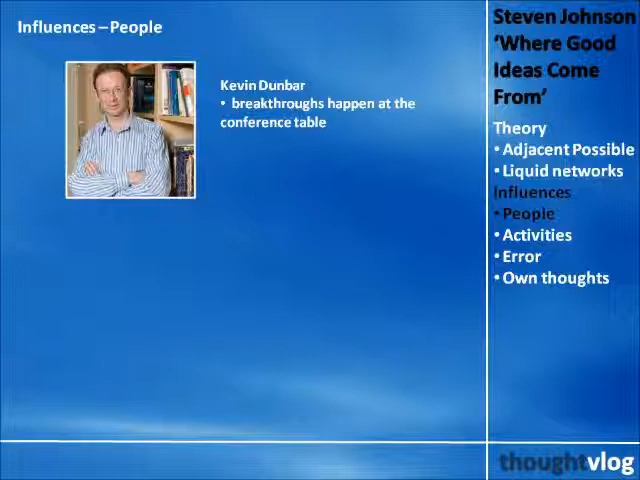 Influences – People
Kevin Dunbar
• breakthroughs happen at the
conference table
Steven Johnson
‘Where Good
Ideas Come
From’
Theory
• Adjacent Possible
• Liquid networks
Influences
• People
• Activities
• Error
• Own thoughts
thoughtvlog